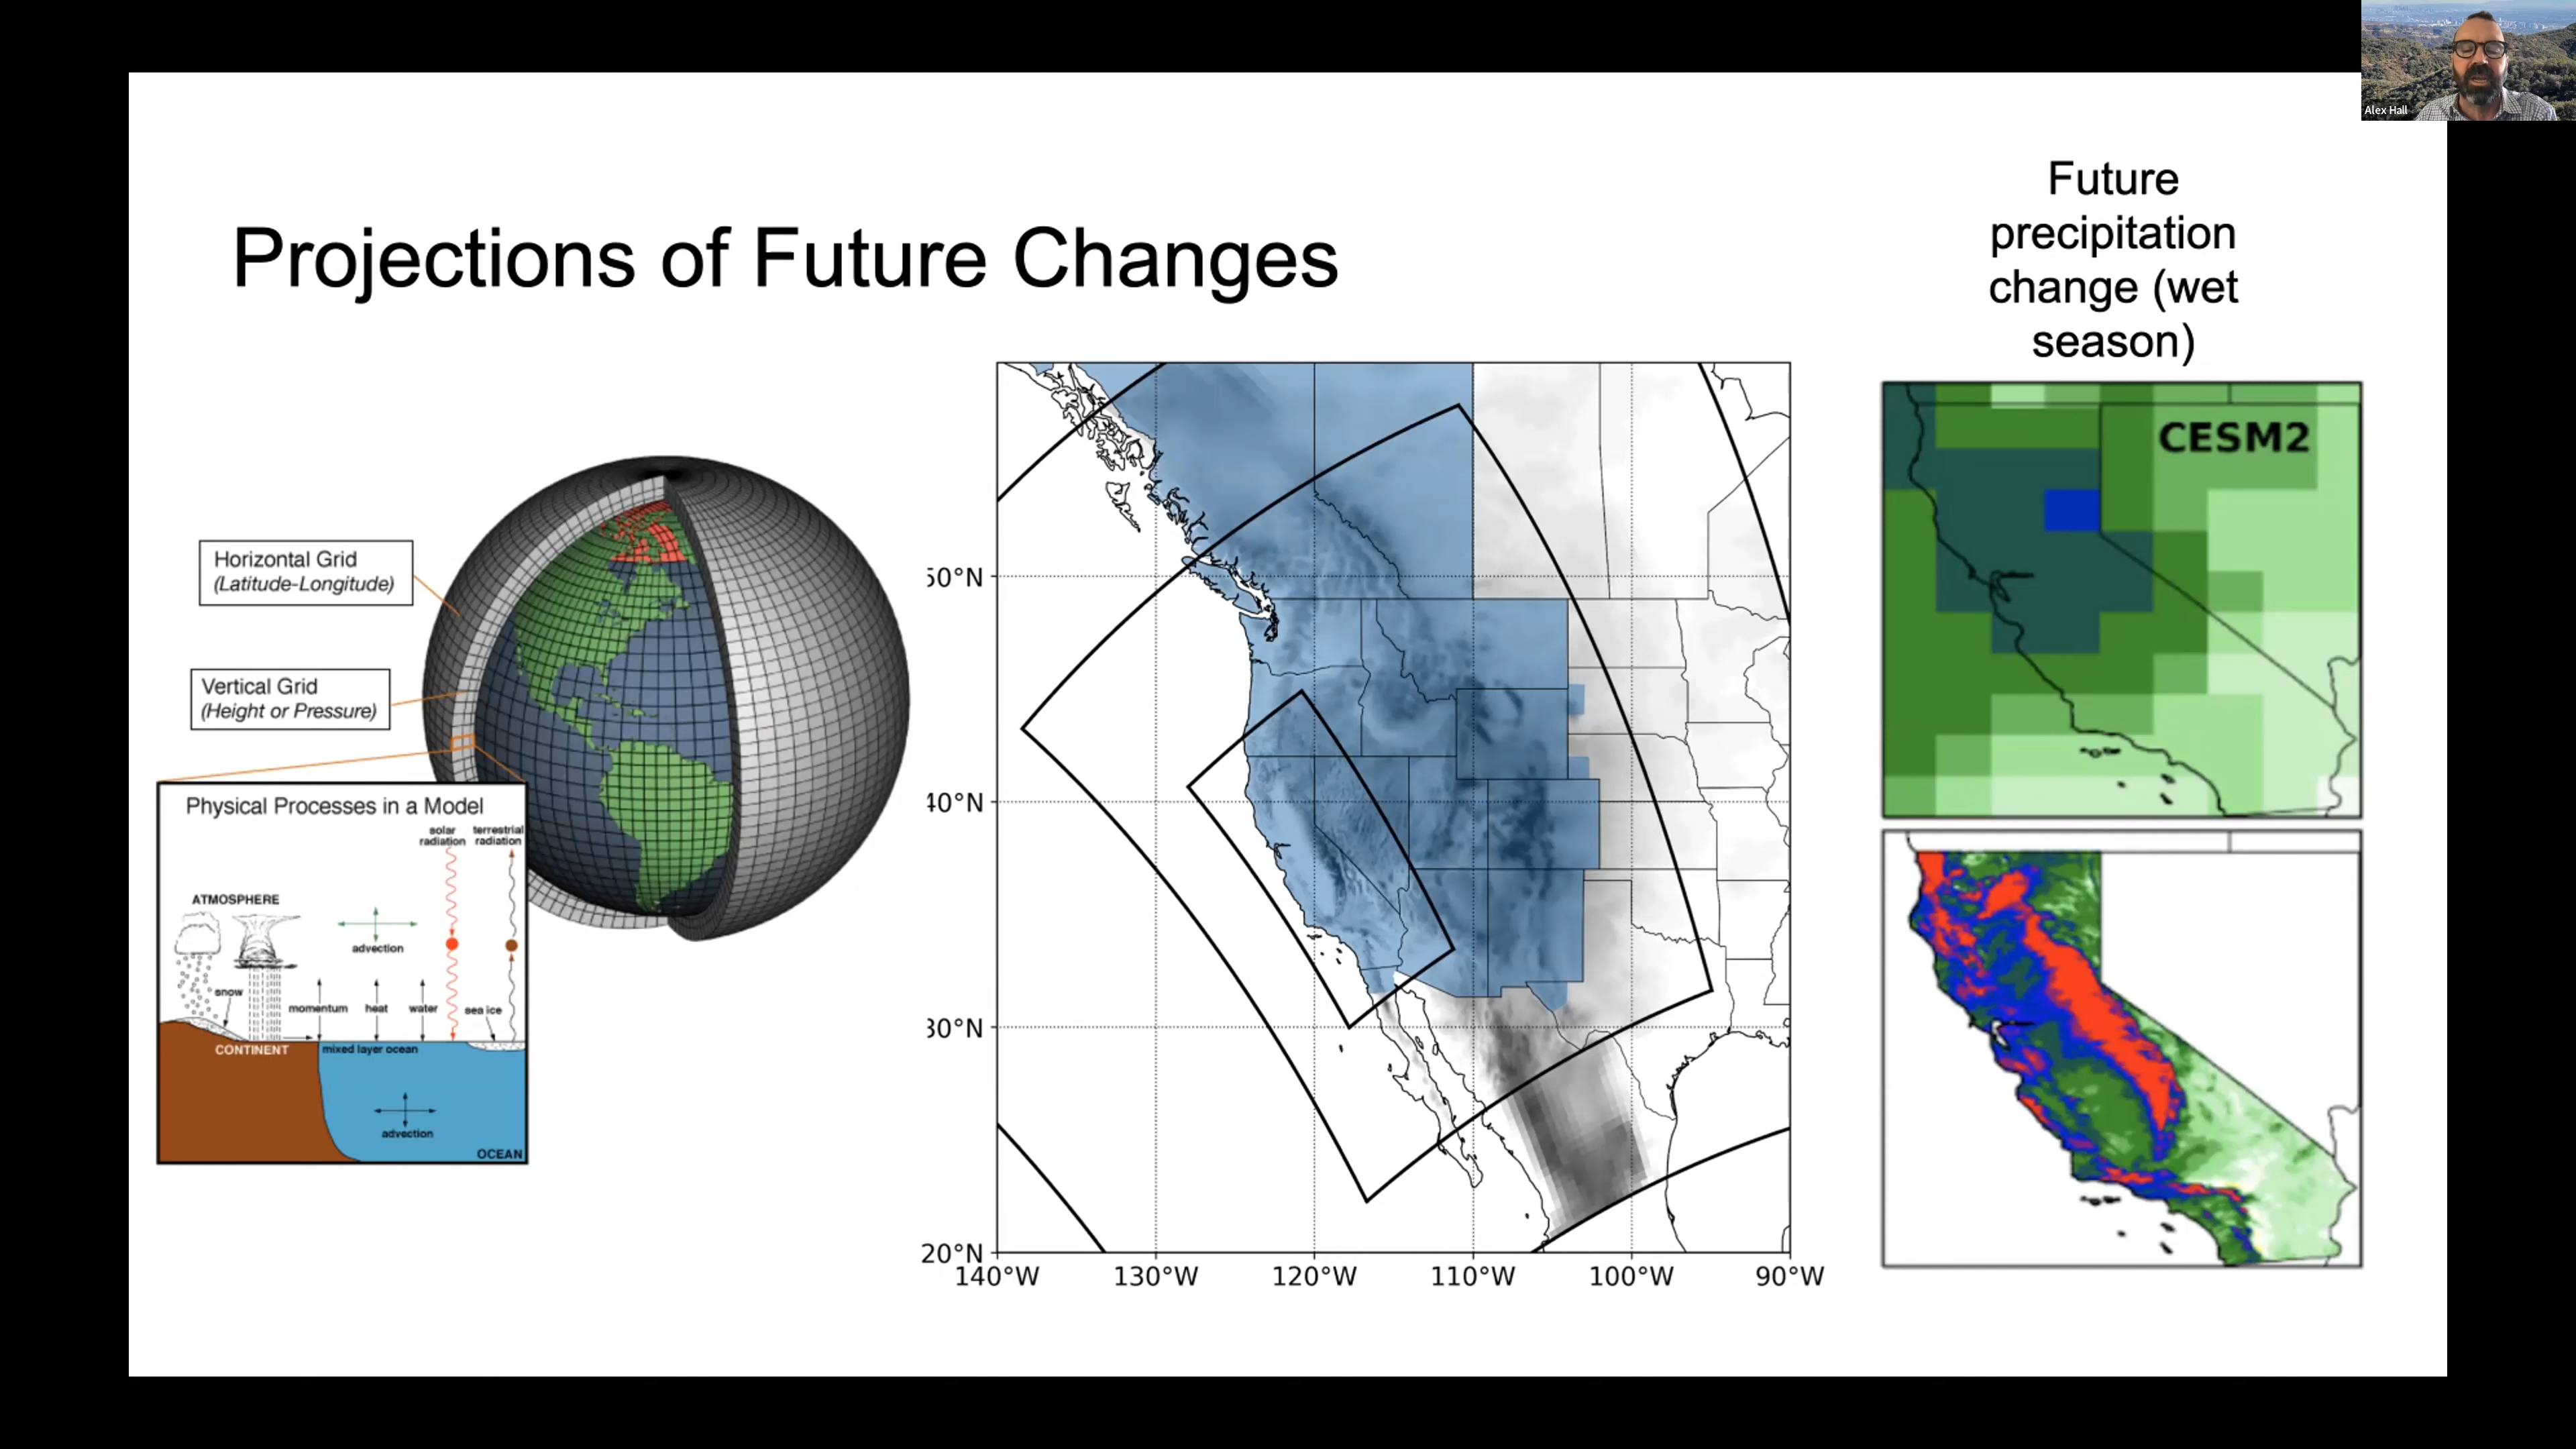 Alex Hall
Projections of Future Changes
Future
precipitation
change (wet
season)
Horizontal Grid
(Latitude-Longitude)
Vertical Grid
(Height or Pressure)
Physical Processes in a Model
solar
radiation
terrestrial
radiation
ATMOSPHERE
advection
snow
momentum
heat
water
sea ice
CONTINENT
mixed layer ocean
advection
OCEAN
50°N
40°N
30°N
20°N
140°W
130°W
120°W
110°W
100°W
90°W
CESM2